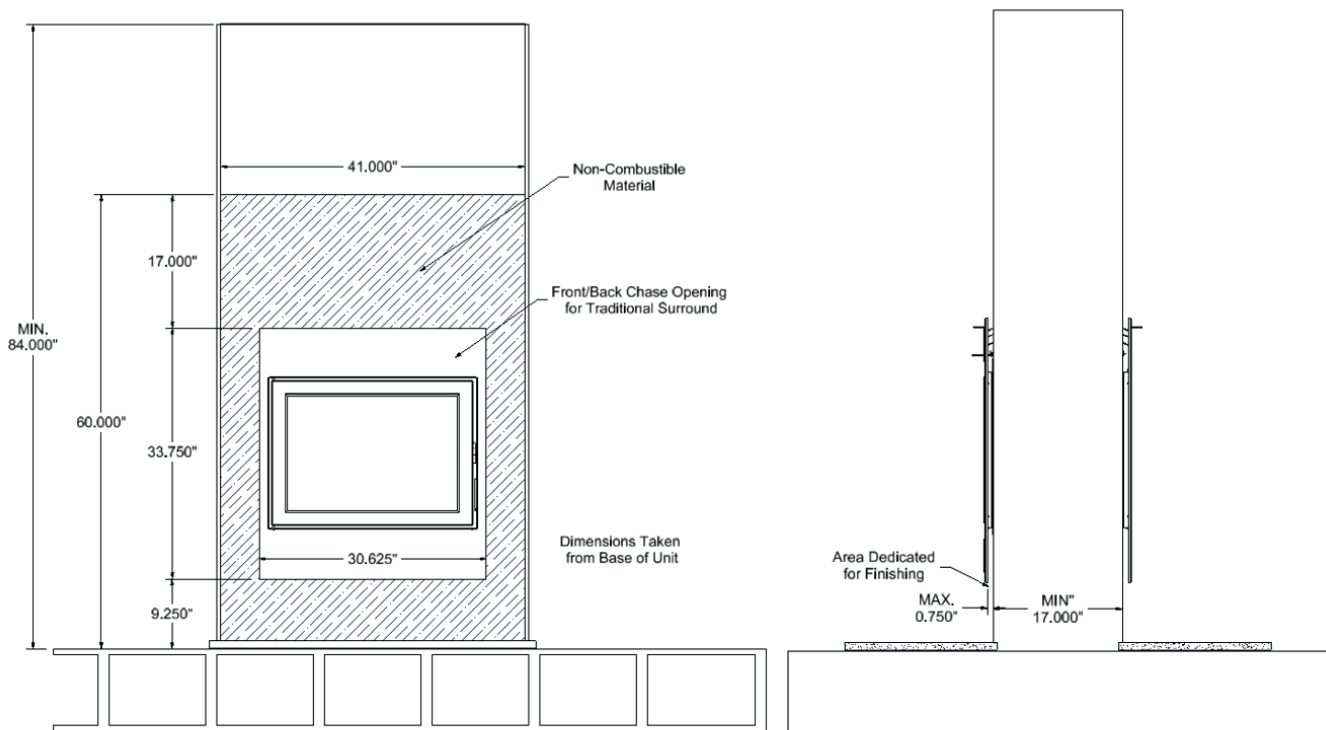 41.000"
Non-Combustible
Material
17.000"
Front/Back Chase Opening
for Traditional Surround
MIN.
84.000"
60.000"
33.750"
Dimensions Taken
from Base of Unit
30.625"
9.250"
Area Dedicated
for Finishing
MAX.
0.750"
MIN"
17.000"